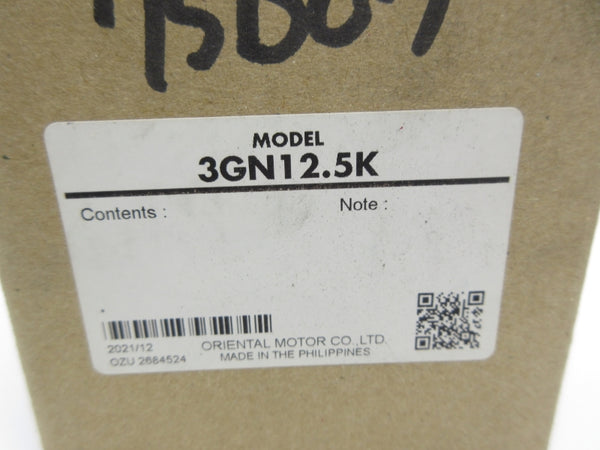 MODEL
3GN12.5K
Contents :
Note :
2021/12
OZU 2684524
ORIENTAL MOTOR CO.,LTD.
MADE IN THE PHILIPPINES